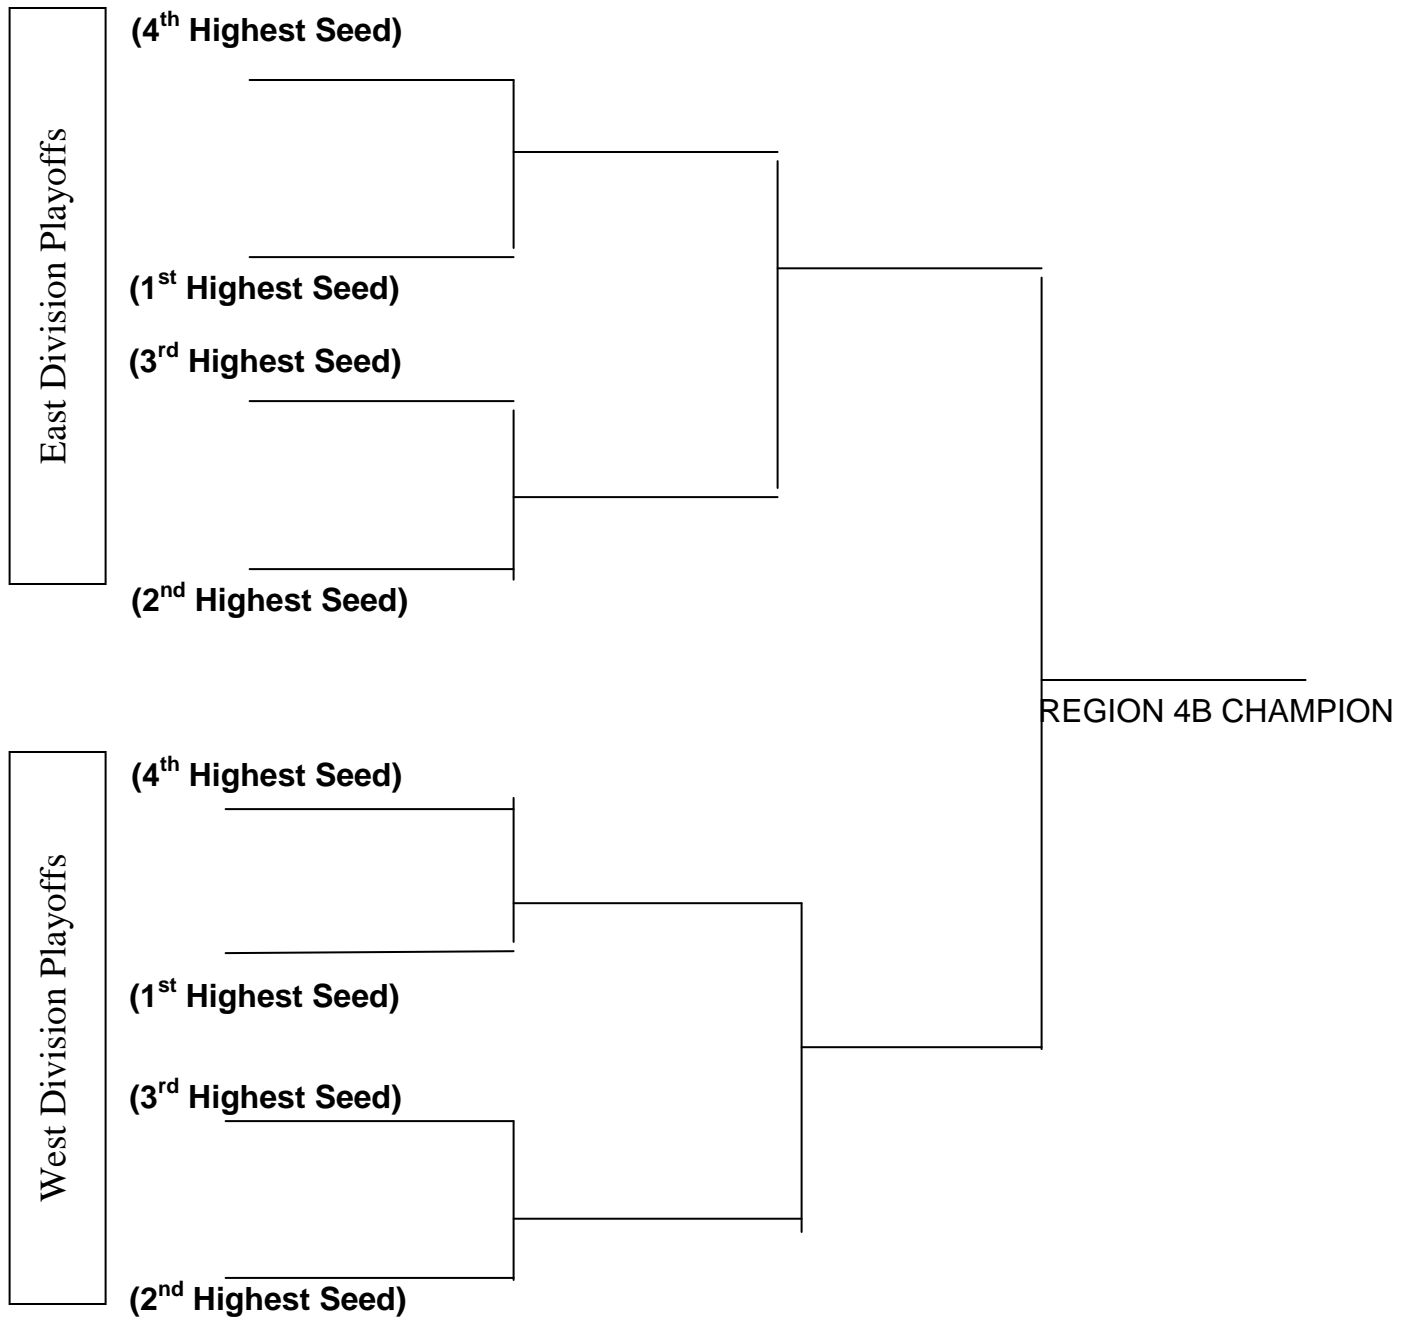 East Division Playoffs
(4th Highest Seed)
(1st Highest Seed)
(3rd Highest Seed)
(2nd Highest Seed)
REGION 4B CHAMPION
West Division Playoffs
(4th Highest Seed)
(1st Highest Seed)
(3rd Highest Seed)
(2nd Highest Seed)